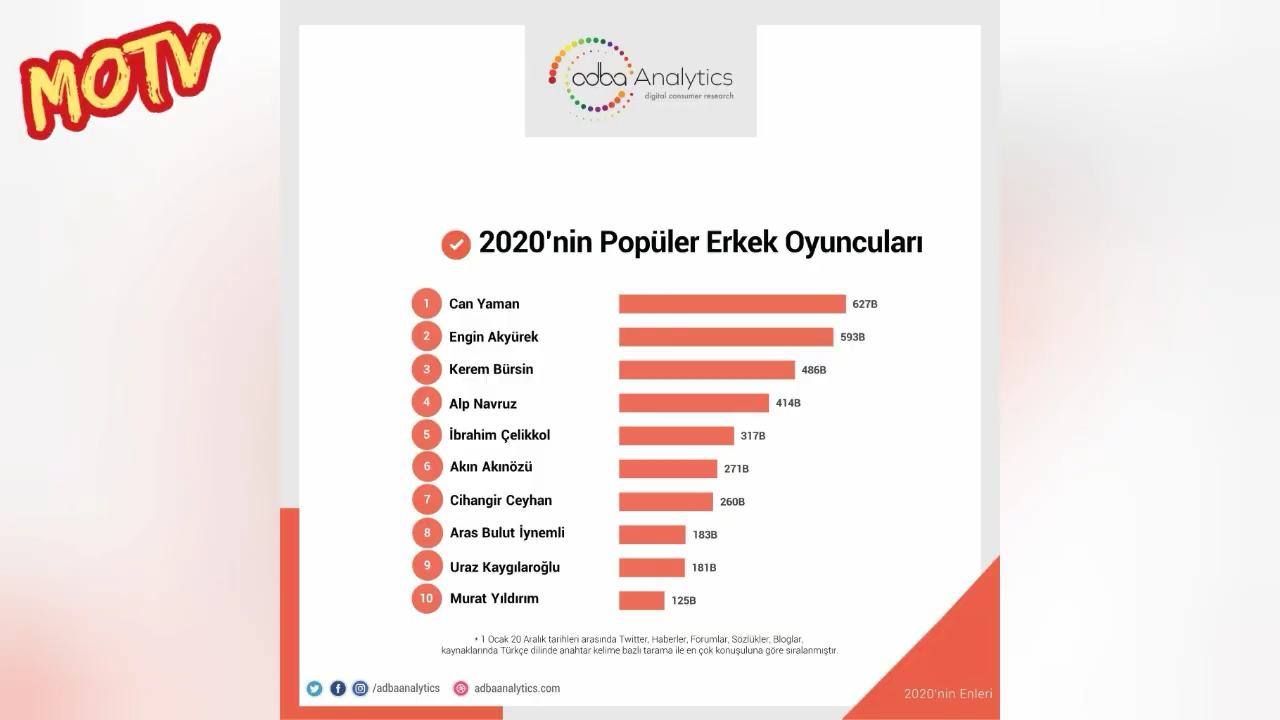 MOTV
adba Analytics
digital consumer research
2020'nin Popüler Erkek Oyuncuları
1 Can Yaman 627B
2 Engin Akyürek 593B
3 Kerem Bürsin 486B
4 Alp Navruz 414B
5 İbrahim Çelikkol 317B
6 Akın Akınözü 271B
7 Cihangir Ceyhan 260B
8 Aras Bulut İynemli 183B
9 Uraz Kaygılaroğlu 181B
10 Murat Yıldırım 125B
* 1 Ocak 20 Aralık tarihleri arasında Twitter, Haberler, Forumlar, Sözlükler, Bloglar,
kaynaklarında Türkçe dilinde anahtar kelime bazlı tarama ile en çok konuşuluna göre sıralanmıştır.
/adbaanalytics adbaanalytics.com
2020'nin Enleri